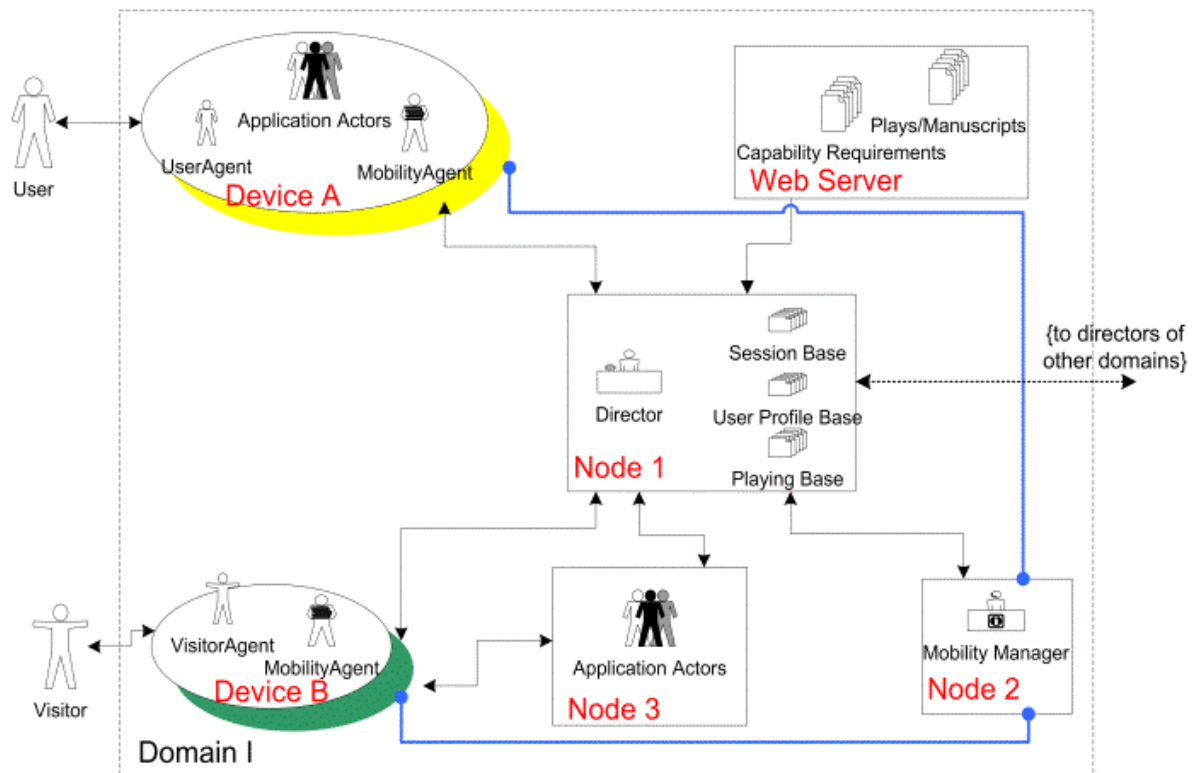 Application Actors
UserAgent
MobilityAgent
Device A
User
Plays/Manuscripts
Capability Requirements
Web Server
{to directors of
other domains}
Session Base
Director
User Profile Base
Node 1
Playing Base
VisitorAgent
MobilityAgent
Device B
Visitor
Application Actors
Node 3
Mobility Manager
Node 2
Domain I